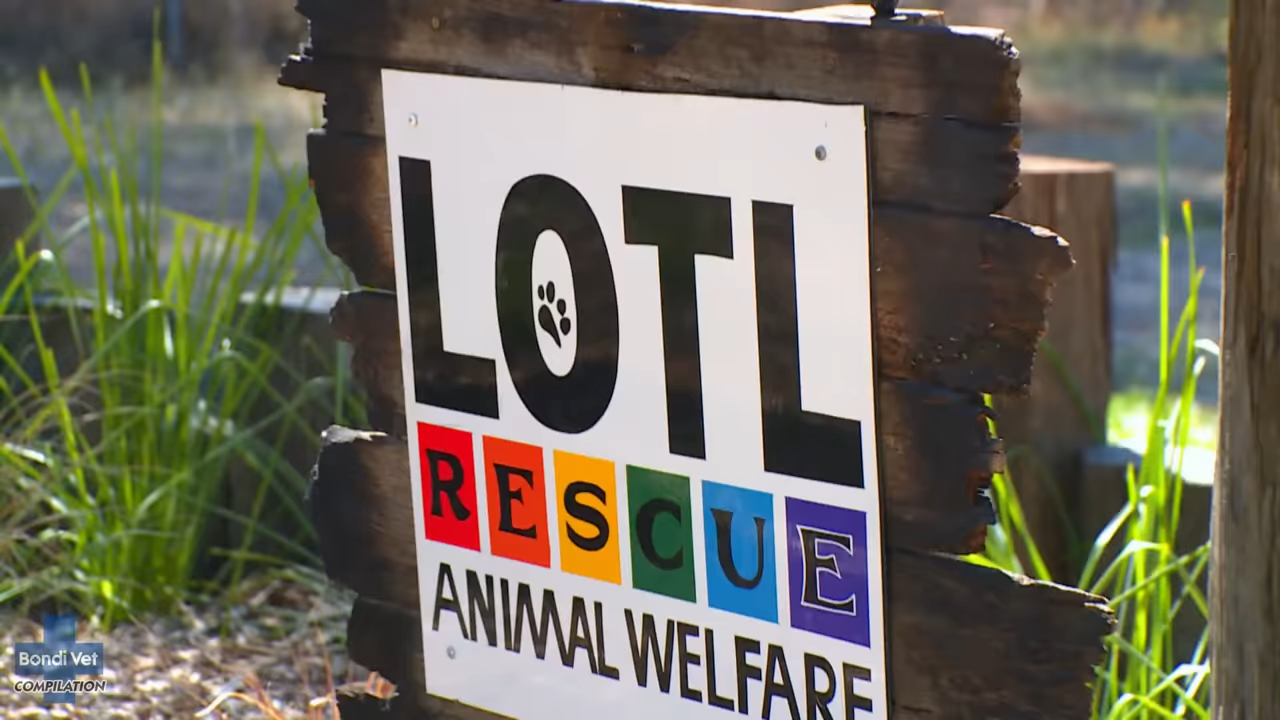 LOTL
RESCUE
ANIMAL WELFARE
Bondi Vet
COMPILATION